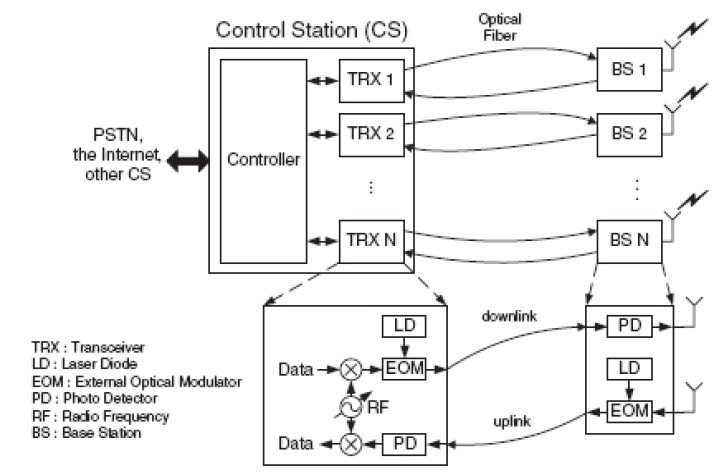 Control Station (CS)
Optical
Fiber
TRX 1
BS 1
TRX 2
BS 2
PSTN,
the Internet,
other CS
Controller
TRX N
BS N
LD
Data
EOM
RF
Data
PD
downlink
uplink
PD
LD
EOM
TRX : Transceiver
LD : Laser Diode
EOM : External Optical Modulator
PD : Photo Detector
RF : Radio Frequency
BS : Base Station